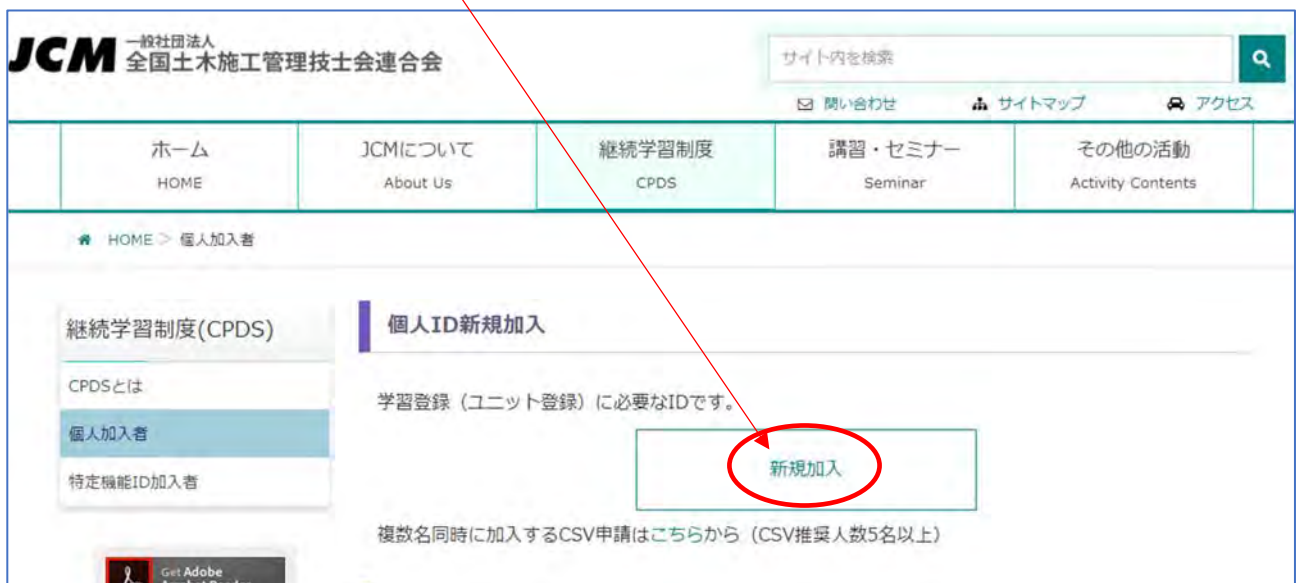 JCM 一般社団法人
全国土木施工管理技士会連合会
サイト内を検索
問い合わせ サイトマップ アクセス
ホーム JCMについて 継続学習制度 講習・セミナー その他の活動
HOME About Us CPDS Seminar Activity Contents
HOME > 個人加入者
継続学習制度(CPDS)
CPDSとは
個人加入者
特定機能ID加入者
Get Adobe
個人ID新規加入
学習登録（ユニット登録）に必要なIDです。
新規加入
複数名同時に加入するCSV申請はこちらから（CSV推奨人数5名以上）